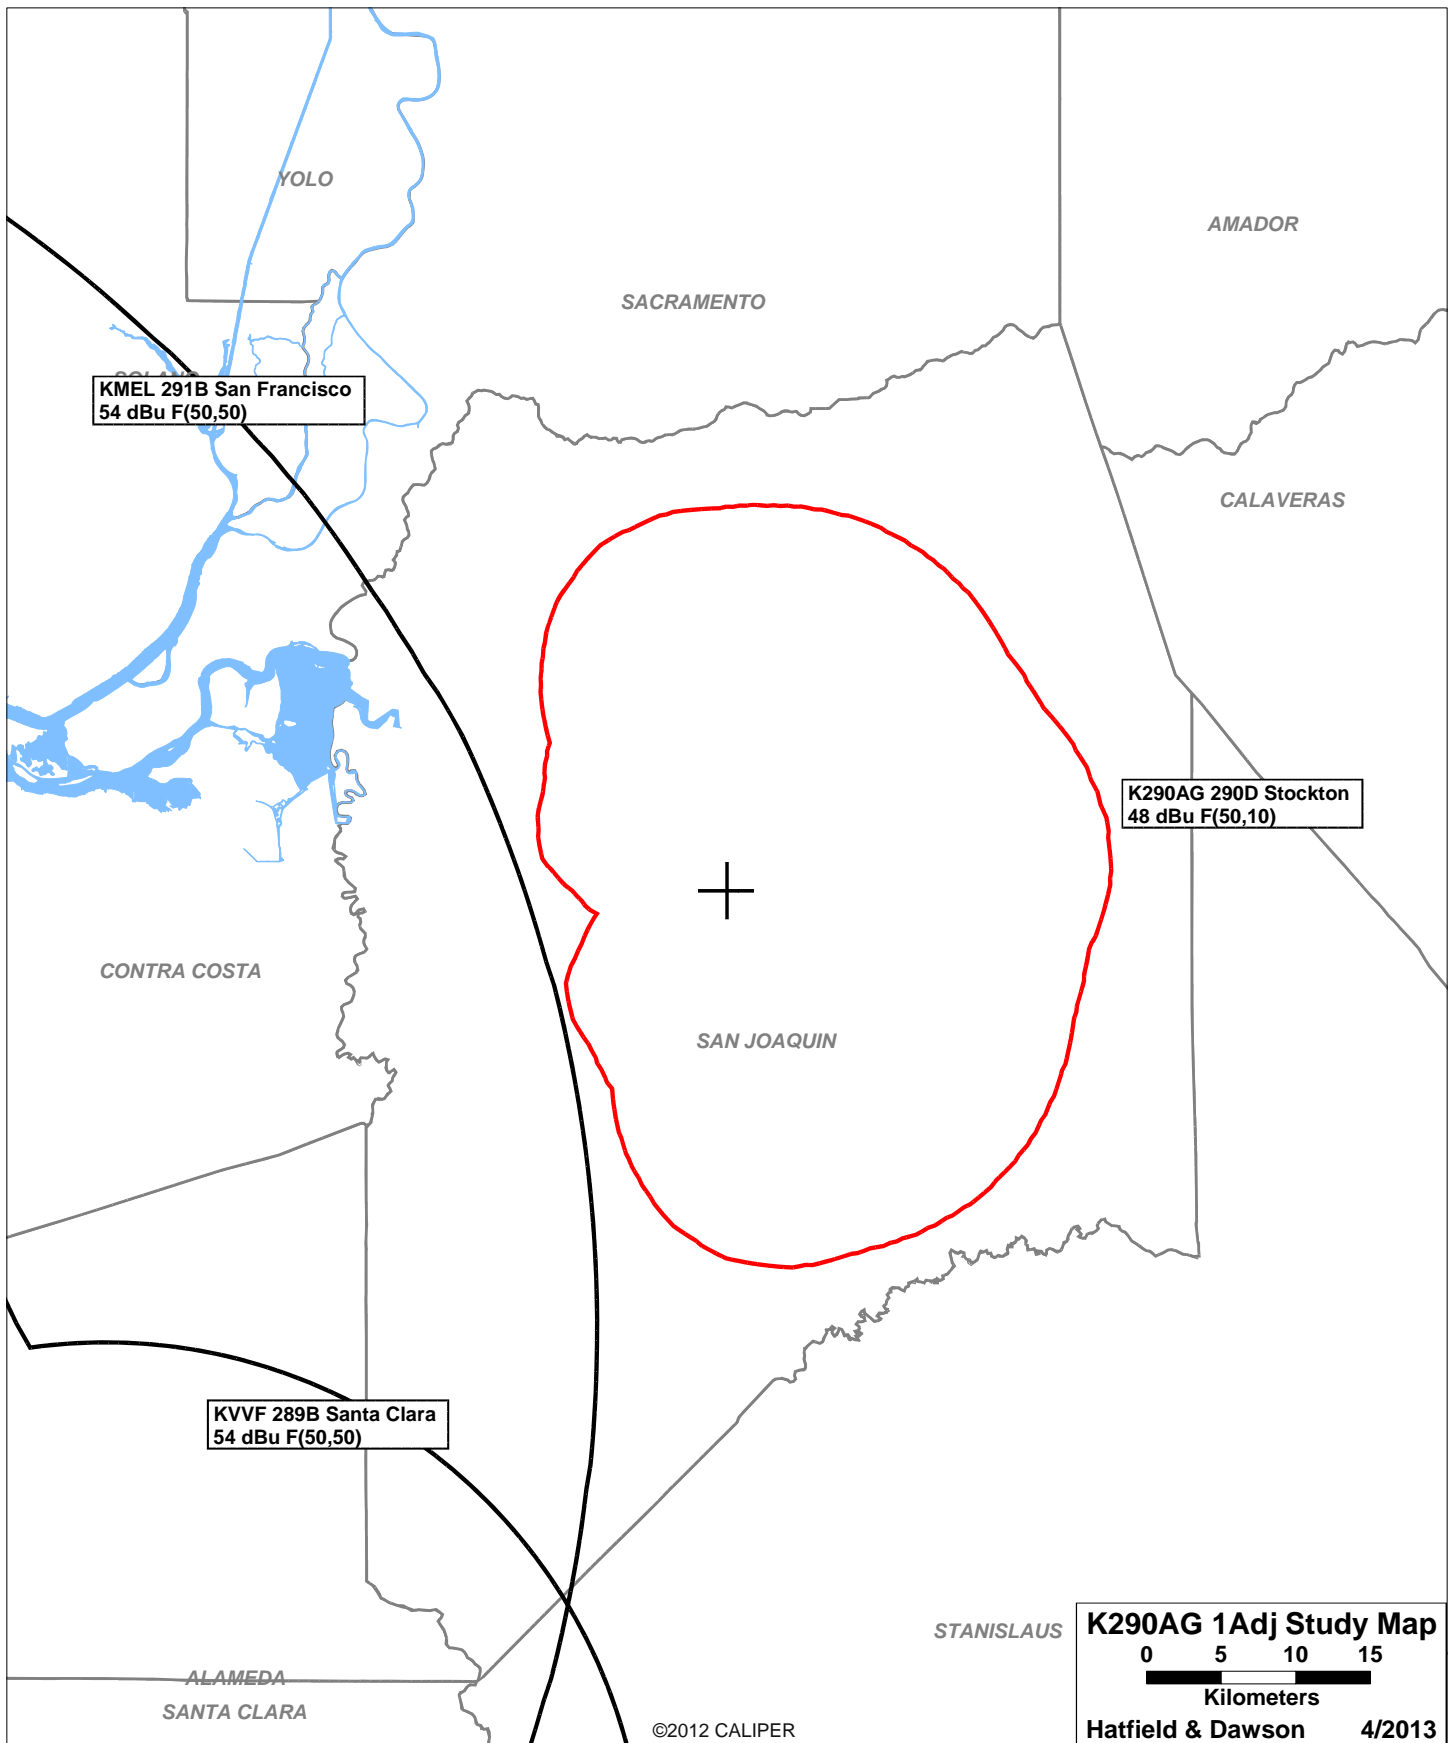 YOLO
AMADOR
SACRAMENTO
SOLANO
KMEL 291B San Francisco
54 dBu F(50,50)
CALAVERAS
K290AG 290D Stockton
48 dBu F(50,10)
CONTRA COSTA
SAN JOAQUIN
KVVF 289B Santa Clara
54 dBu F(50,50)
STANISLAUS
ALAMEDA
SANTA CLARA
©2012 CALIPER
K290AG 1Adj Study Map
0 5 10 15
Kilometers
Hatfield & Dawson 4/2013